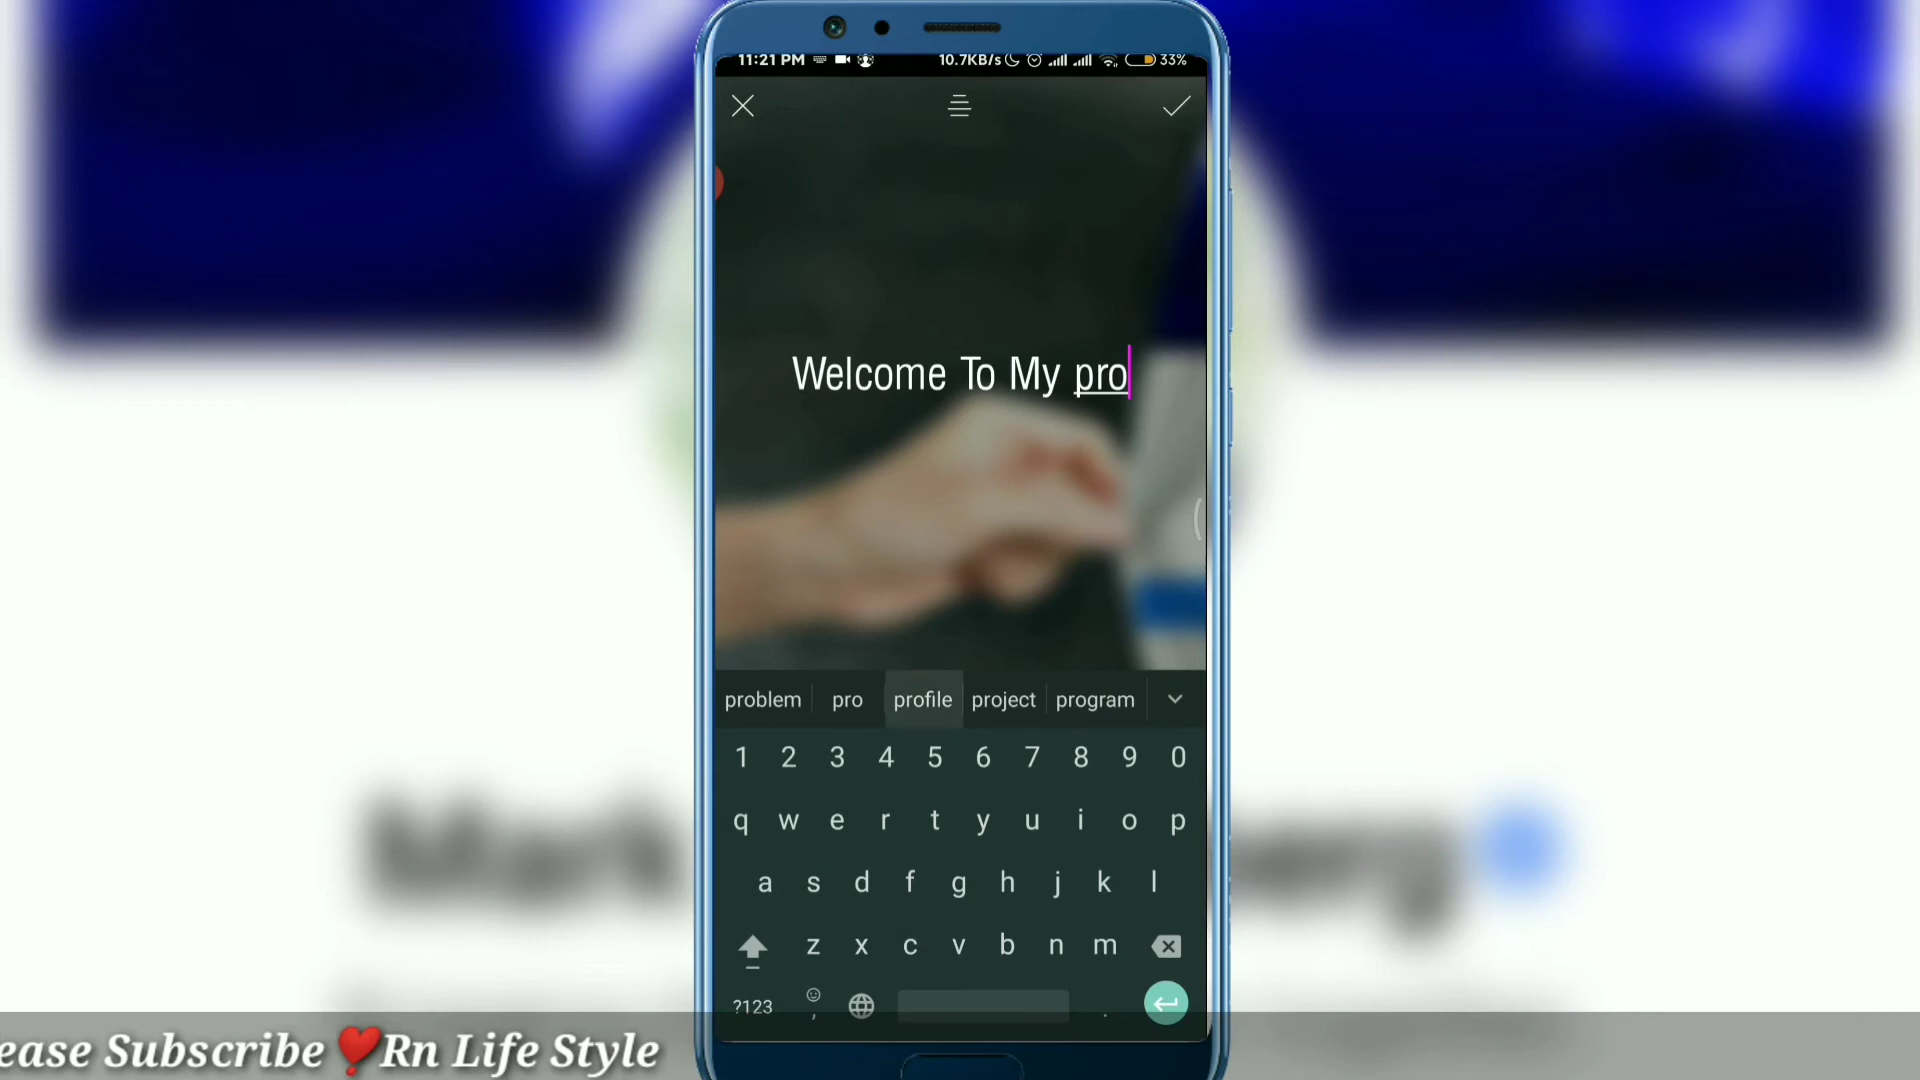 11:21 PM 10.7KB/s 33%
Welcome To My pro
problem pro profile project program
1 2 3 4 5 6 7 8 9 0
q w e r t y u i o p
a s d f g h j k l
z x c v b n m
?123 , .
Mark
ease Subscribe ❤Rn Life Style